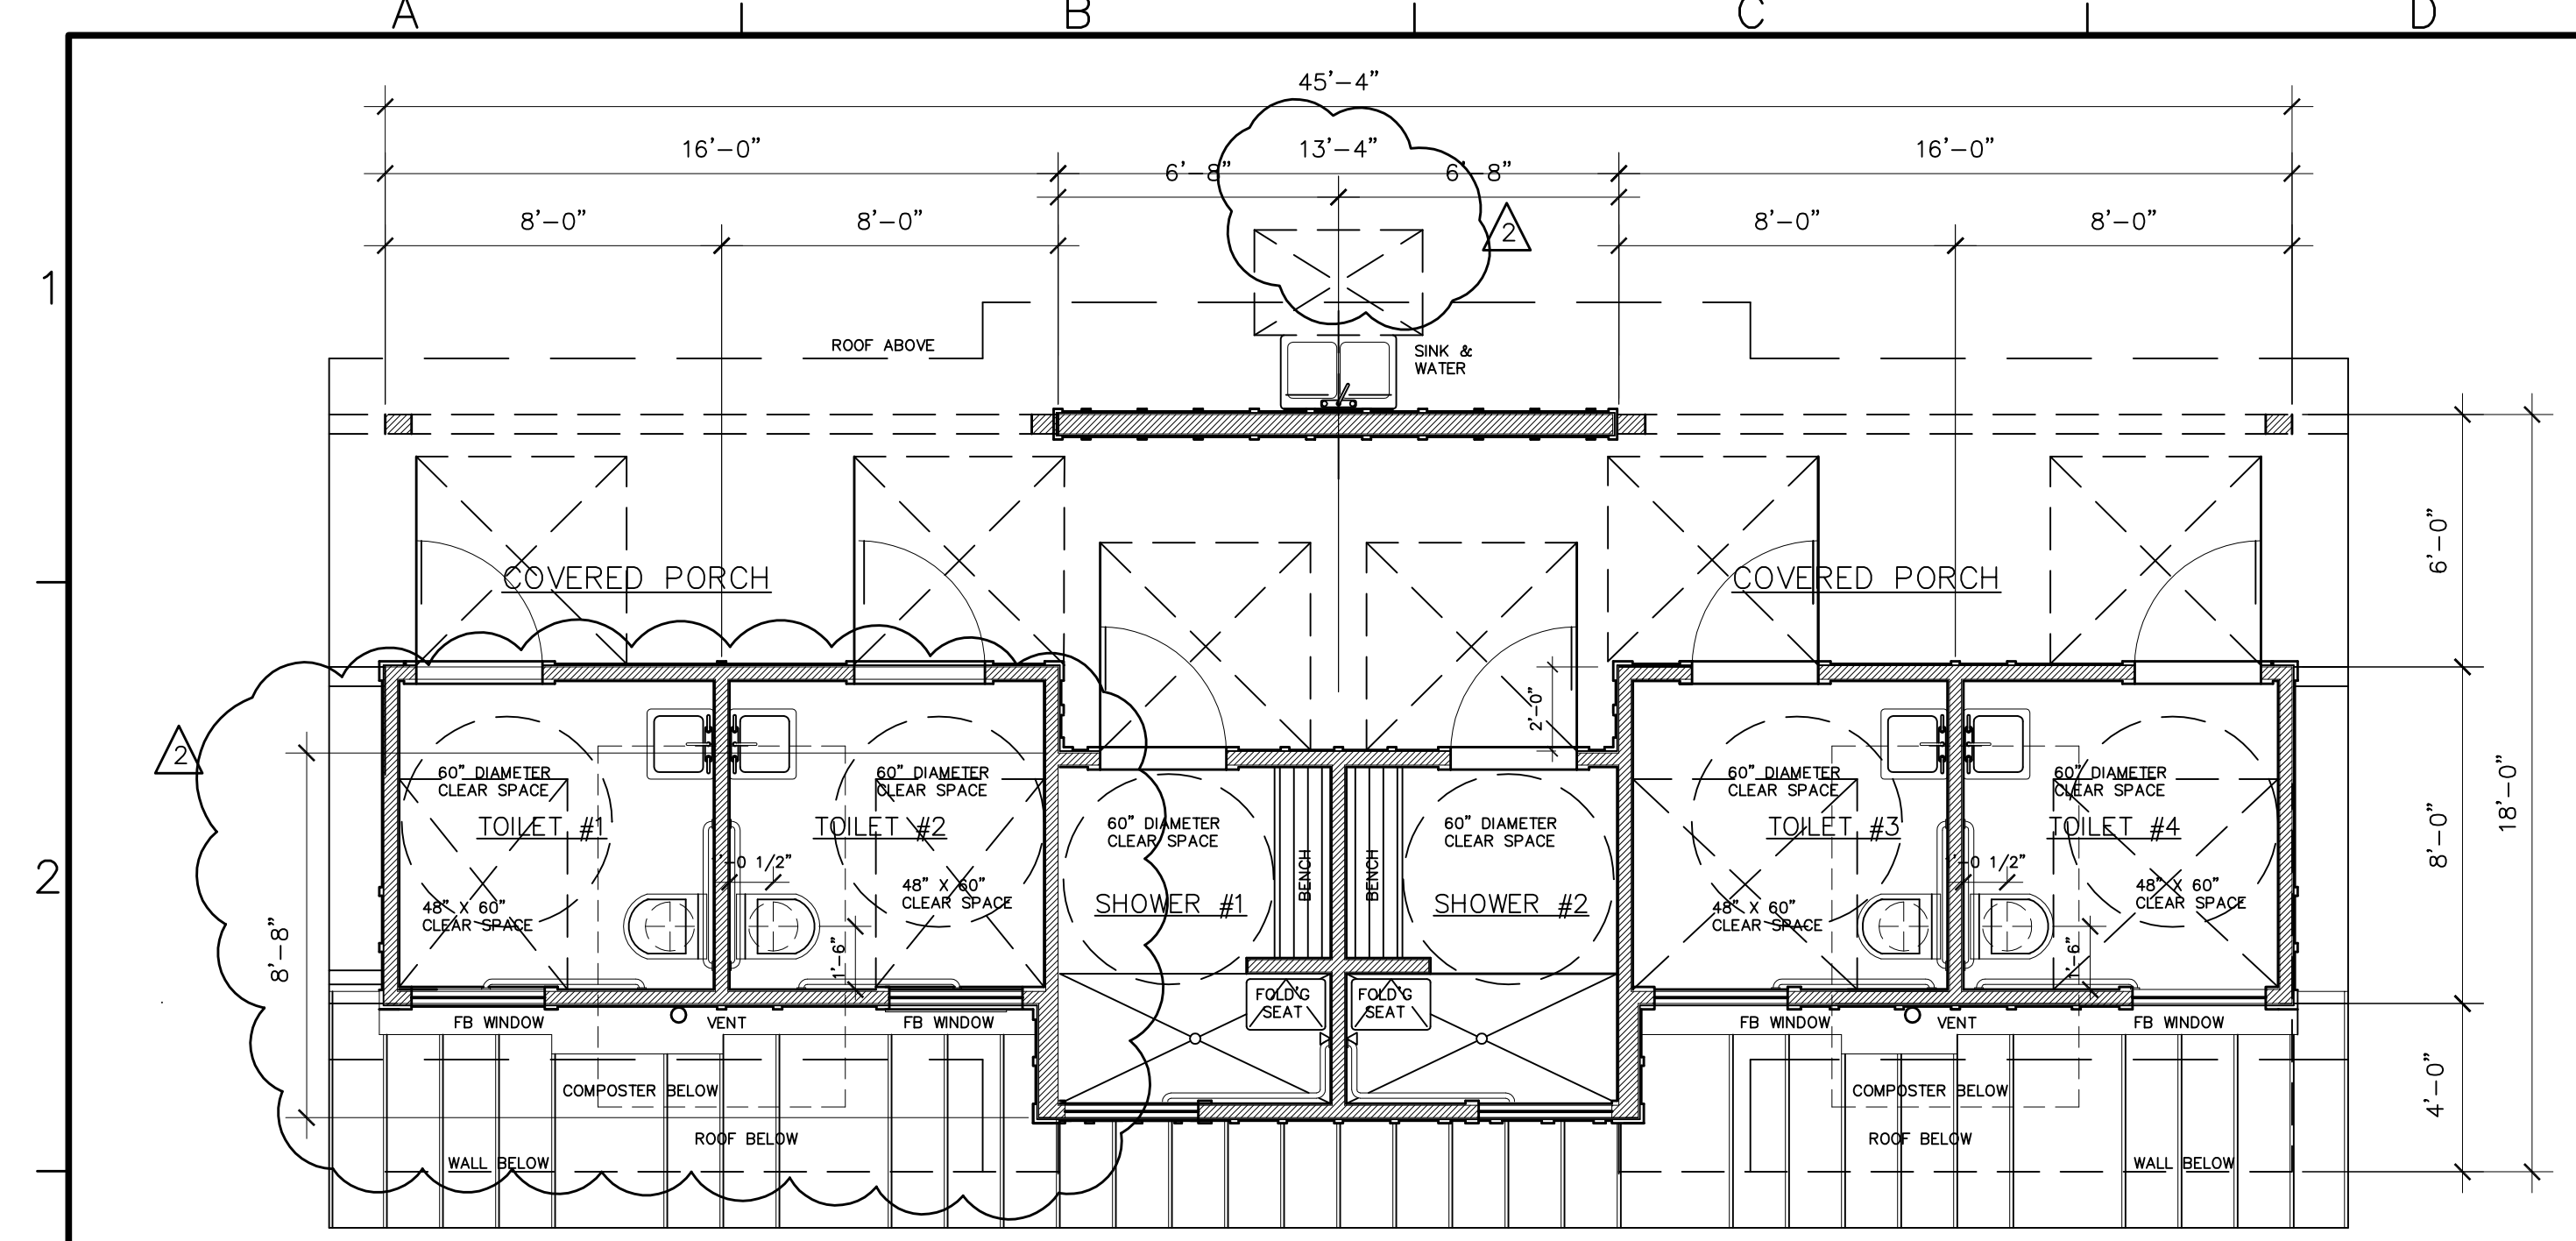 A B C D
45'-4"
16'-0" 13'-4" 16'-0"
6'-8" 6'-8"
8'-0" 8'-0" 8'-0" 8'-0"
2
1
ROOF ABOVE
SINK &
WATER
6'-0"
COVERED PORCH COVERED PORCH
2'-0"
2
60" DIAMETER
CLEAR SPACE
60" DIAMETER
CLEAR SPACE
60" DIAMETER
CLEAR SPACE
60" DIAMETER
CLEAR SPACE
18'-0"
TOILET #1 TOILET #2 TOILET #3 TOILET #4
60" DIAMETER
CLEAR SPACE
60" DIAMETER
CLEAR SPACE
8'-0"
2
'-0 1/2" '-0 1/2"
BENCH BENCH
48" X 60"
CLEAR SPACE
48" X 60"
CLEAR SPACE
48" X 60"
CLEAR SPACE
48" X 60"
CLEAR SPACE
SHOWER #1 SHOWER #2
8'-8"
1'-6" 1'-6"
FOLD'G
SEAT
FOLD'G
SEAT
FB WINDOW VENT FB WINDOW FB WINDOW VENT FB WINDOW
COMPOSTER BELOW COMPOSTER BELOW
4'-0"
ROOF BELOW ROOF BELOW
WALL BELOW WALL BELOW